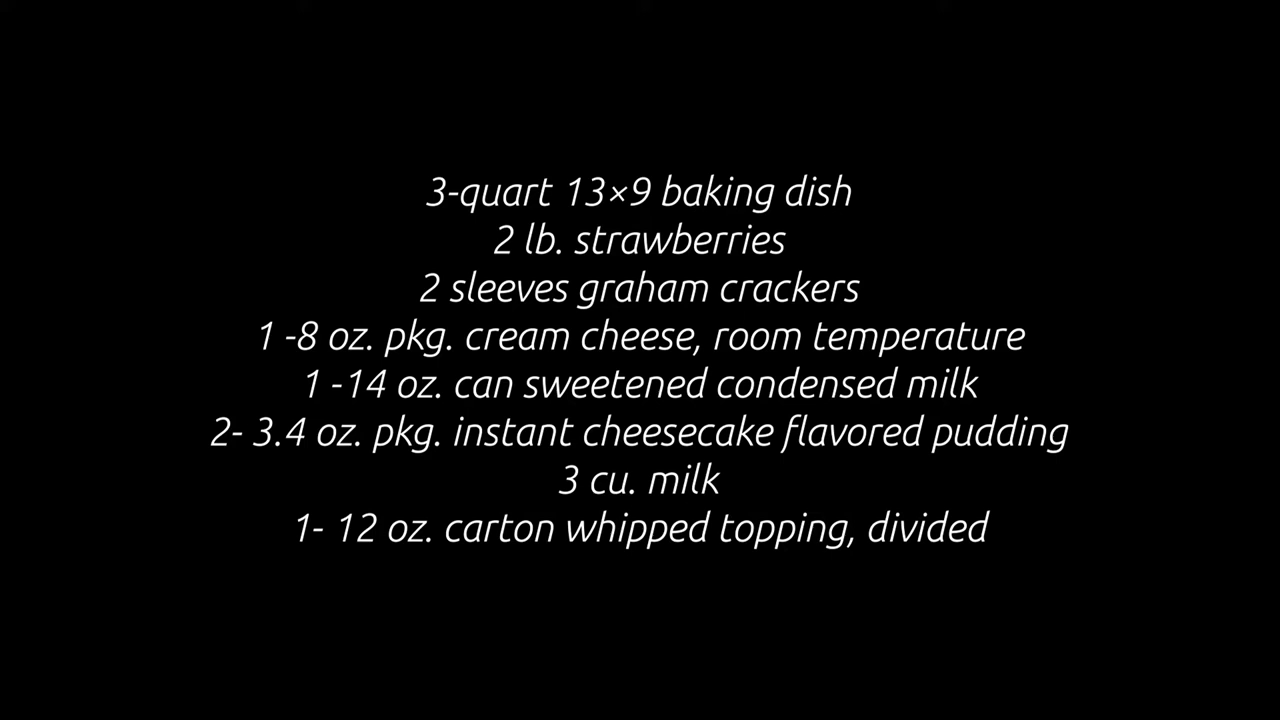 3-quart 13×9 baking dish
2 lb. strawberries
2 sleeves graham crackers
1 -8 oz. pkg. cream cheese, room temperature
1 -14 oz. can sweetened condensed milk
2- 3.4 oz. pkg. instant cheesecake flavored pudding
3 cu. milk
1- 12 oz. carton whipped topping, divided